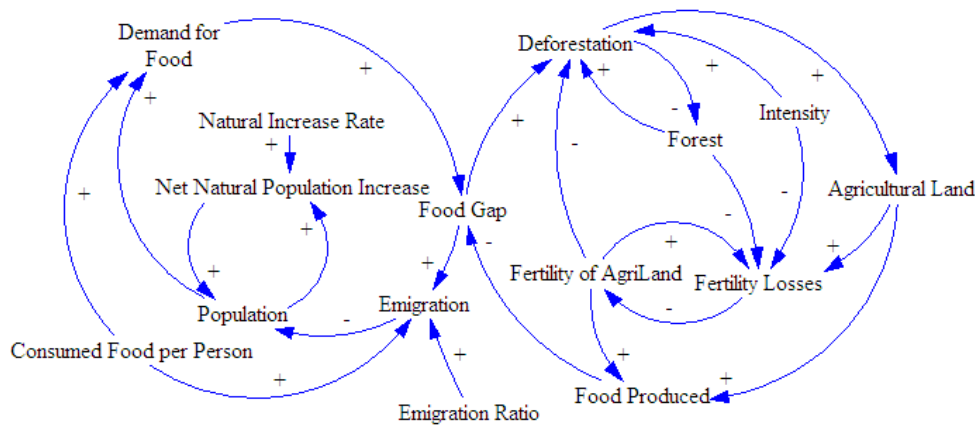 Demand for
Food
Deforestation
+
+
+
+
+
-
Natural Increase Rate
Intensity
Forest
+
+
-
Net Natural Population Increase
Agricultural Land
+
-
-
Food Gap
+
-
+
+
+
+
Fertility of AgriLand
Fertility Losses
Emigration
-
-
Population
Consumed Food per Person
+
+
+
+
Food Produced
Emigration Ratio